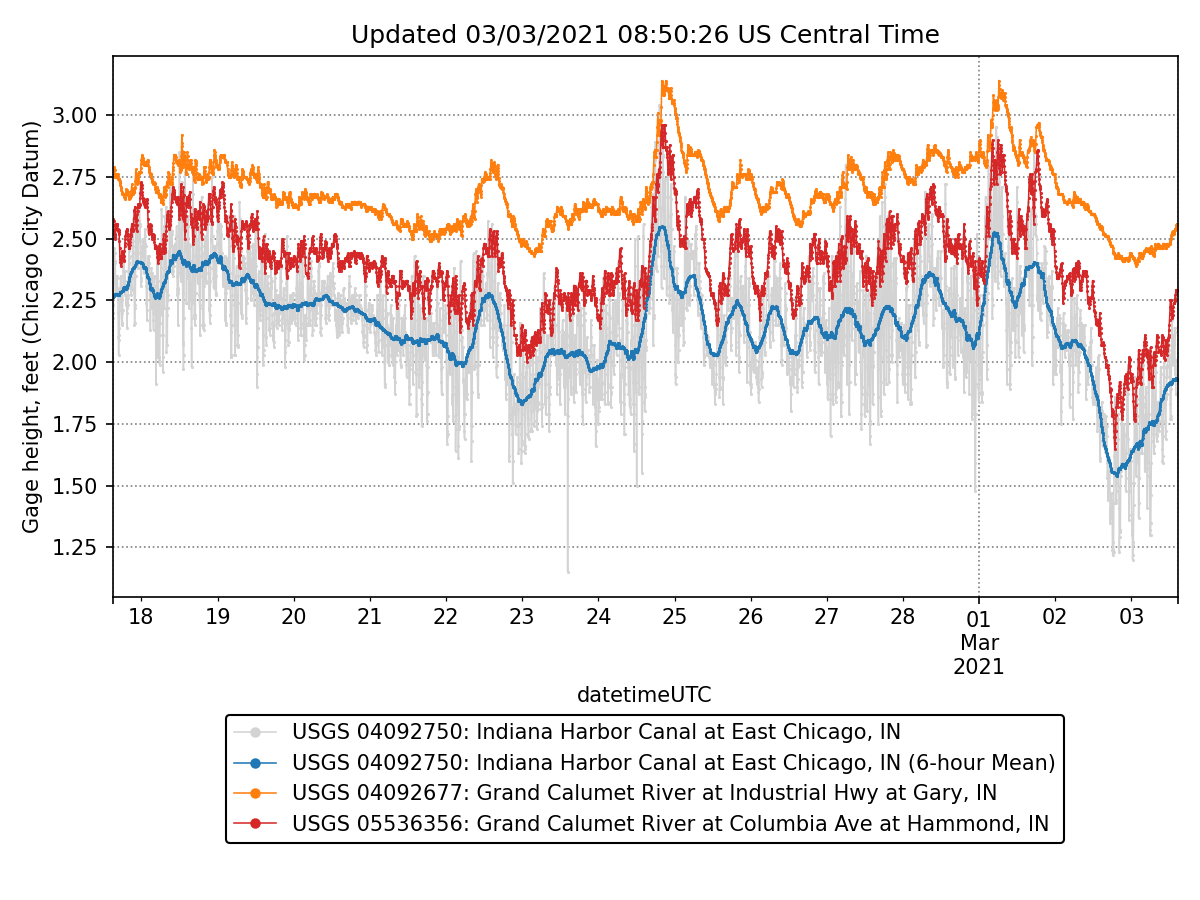 Updated 03/03/2021 08:50:26 US Central Time
Gage height, feet (Chicago City Datum)
3.00
2.75
2.50
2.25
2.00
1.75
1.50
1.25
18 19 20 21 22 23 24 25 26 27 28 01 02 03
Mar
2021
datetimeUTC
USGS 04092750: Indiana Harbor Canal at East Chicago, IN
USGS 04092750: Indiana Harbor Canal at East Chicago, IN (6-hour Mean)
USGS 04092677: Grand Calumet River at Industrial Hwy at Gary, IN
USGS 05536356: Grand Calumet River at Columbia Ave at Hammond, IN